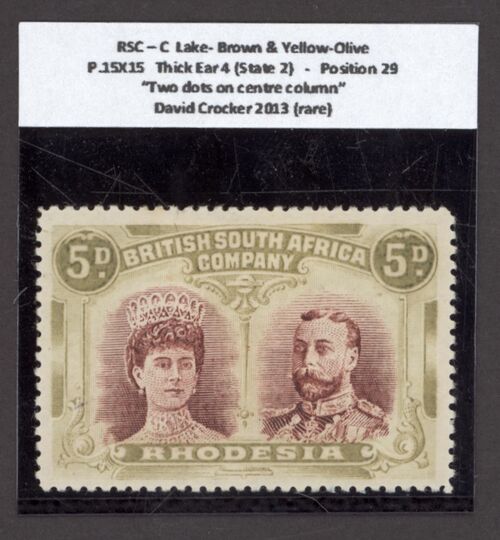 RSC – C Lake- Brown & Yellow-Olive
P.15X15 Thick Ear 4 (State 2) - Position 29
“Two dots on centre column”
David Crocker 2013 (rare)
5D. BRITISH SOUTH AFRICA 5D.
COMPANY
RHODESIA